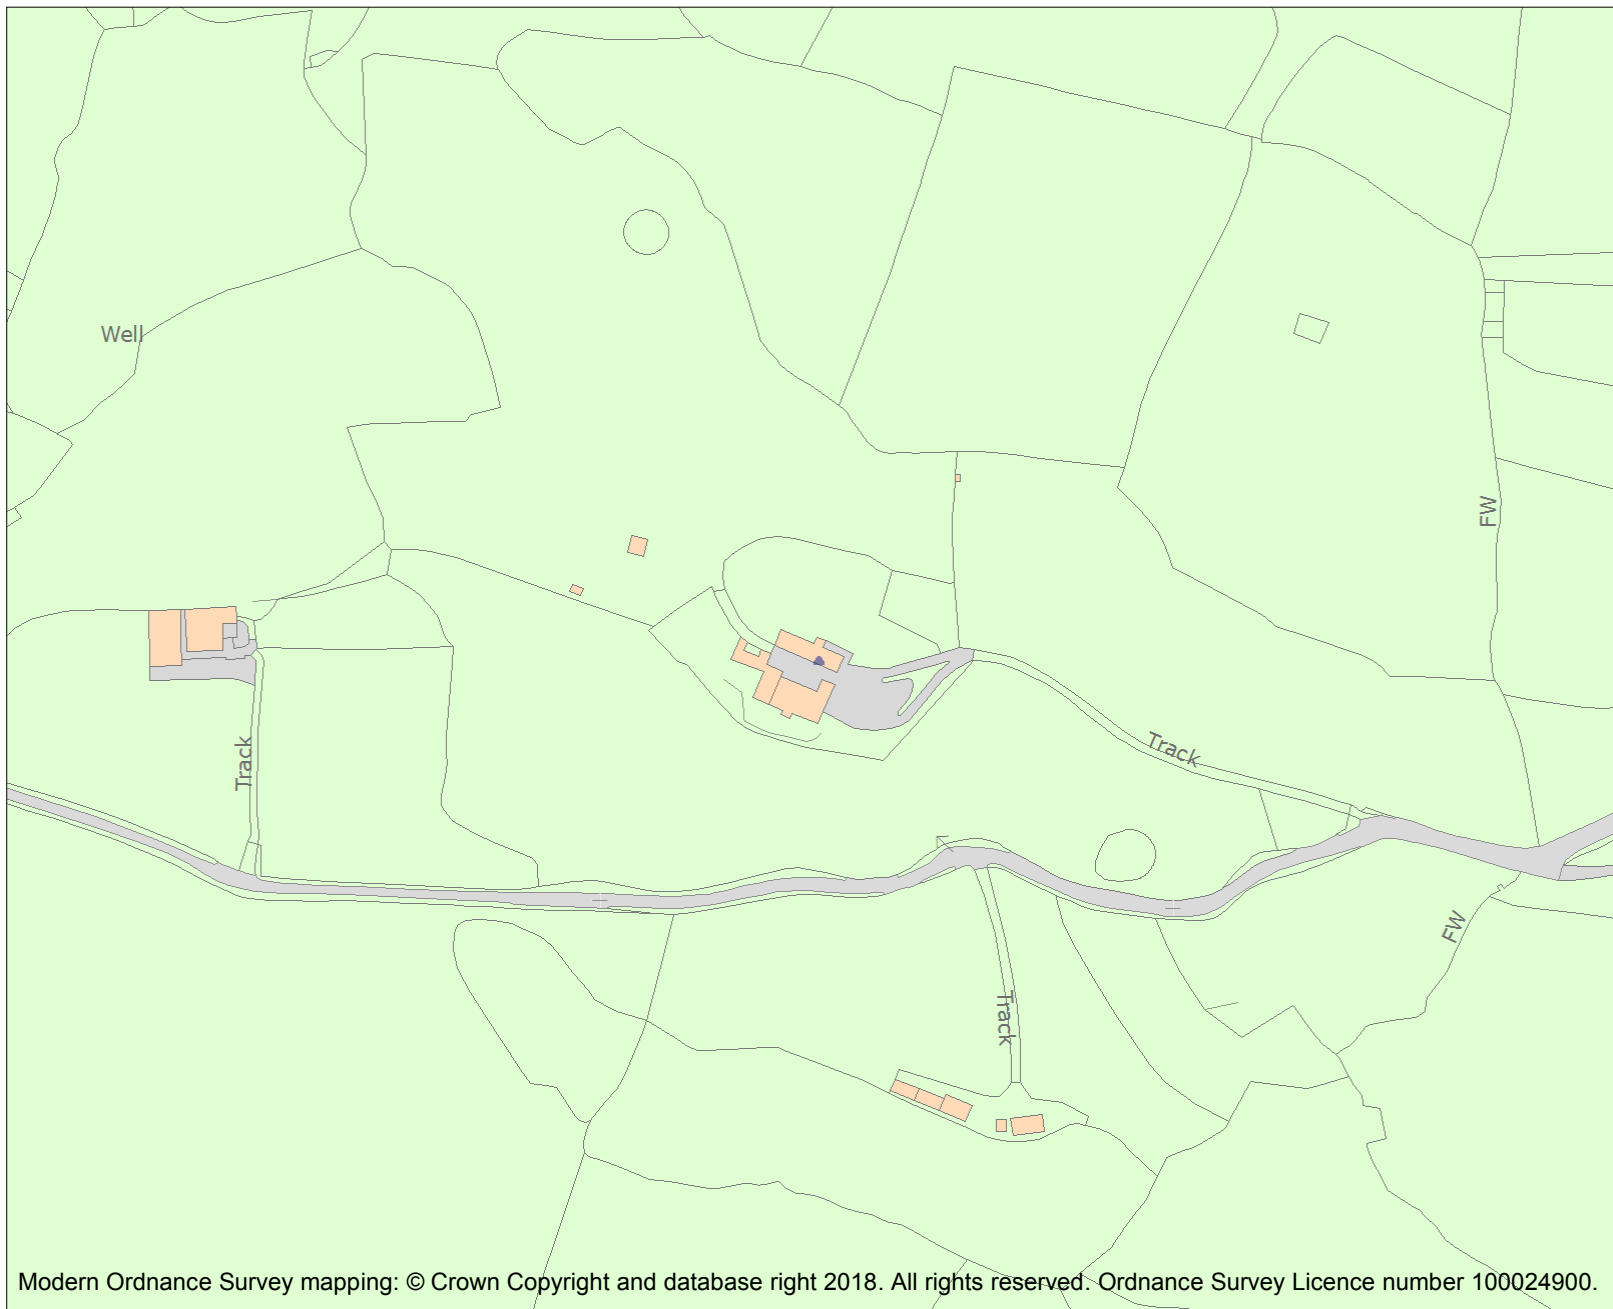 Well
FW
Track
Track
FW
Track
Modern Ordnance Survey mapping: © Crown Copyright and database right 2018. All rights reserved. Ordnance Survey Licence number 100024900.